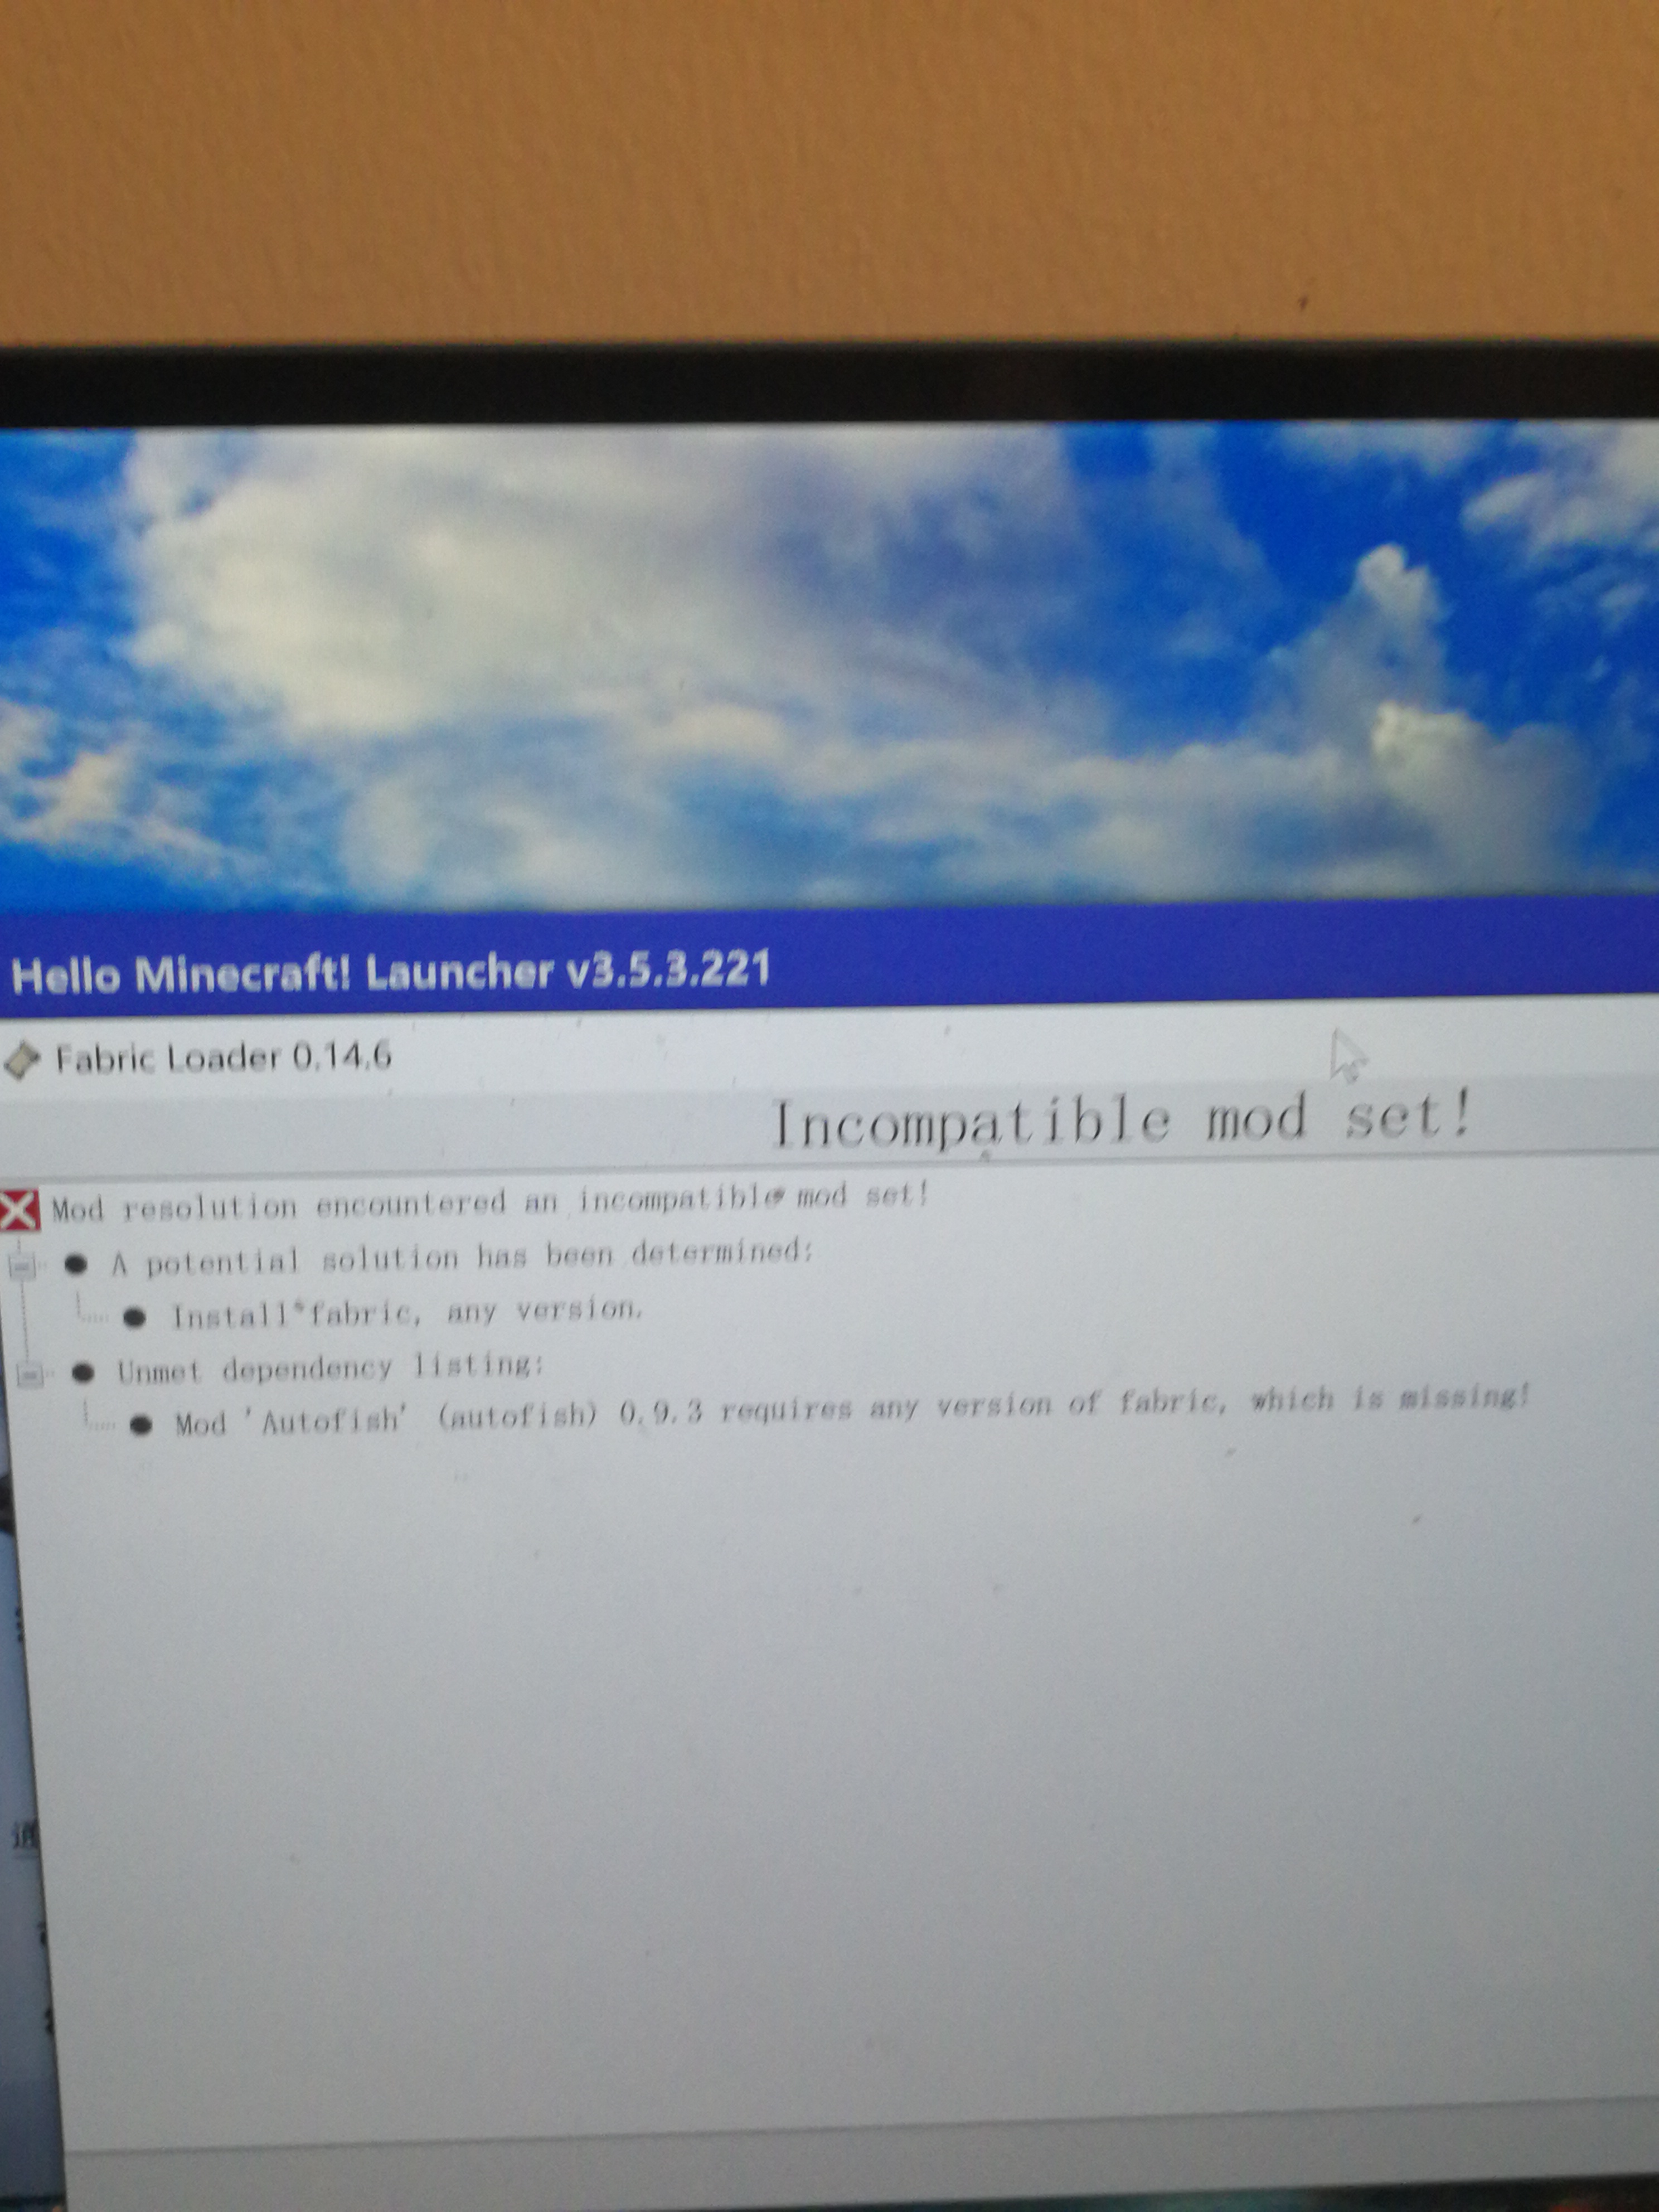 Hello Minecraft! Launcher v3.5.3.221
Fabric Loader 0.14.6
Incompatible mod set!
Mod resolution encountered an incompatible mod set!
A potential solution has been determined:
Install fabric, any version.
Unmet dependency listing:
Mod 'Autofish' (autofish) 0.9.3 requires any version of fabric, which is missing!